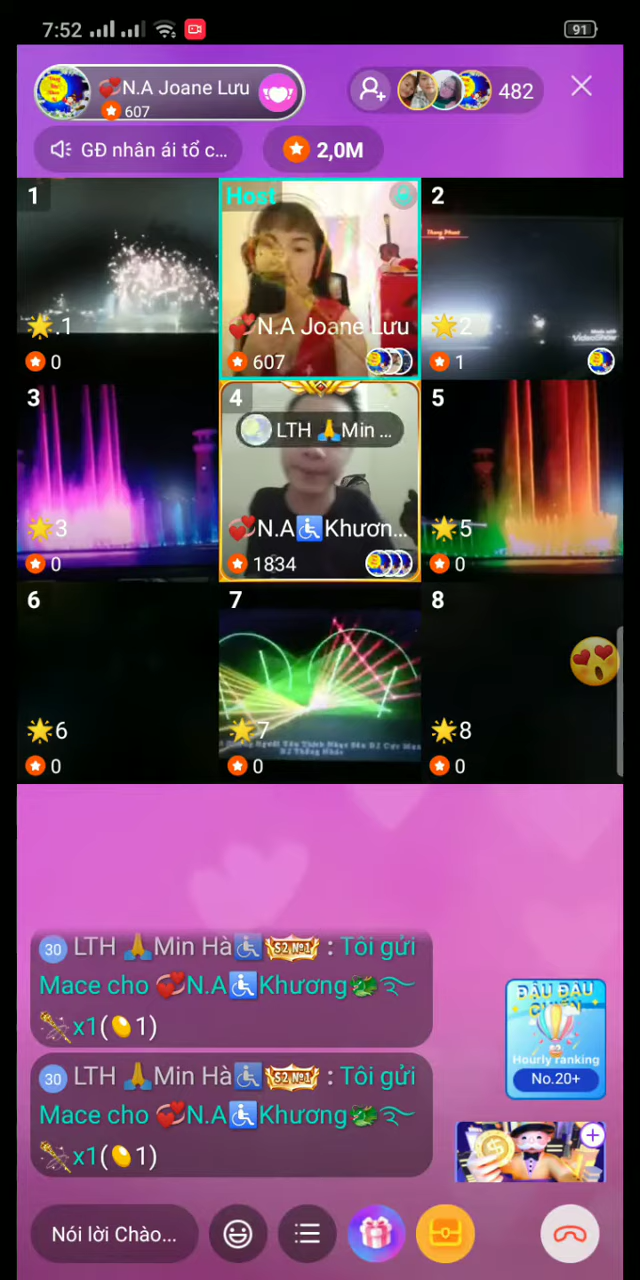 7:52
91
💞N.A Joane Lưu
607
482
GĐ nhân ái tổ c...
2,0M
1
🌟.1
0
Host
💞N.A Joane Lưu
607
2
🌟2
1
VideoShow
3
🌟3
0
4
LTH 🙏Min ...
💞N.A♿Khươn...
1834
5
🌟5
0
6
🌟6
0
7
🌟7
0
8
🌟8
0
30 LTH 🙏Min Hà♿ S2 №1 : Tôi gửi
Mace cho 💞N.A♿Khương🐲࿐
x1(1)
30 LTH 🙏Min Hà♿ S2 №1 : Tôi gửi
Mace cho 💞N.A♿Khương🐲࿐
x1(1)
ĐẤU ĐẦU
CHIẾN
Hourly ranking
No.20+
Nói lời Chào...